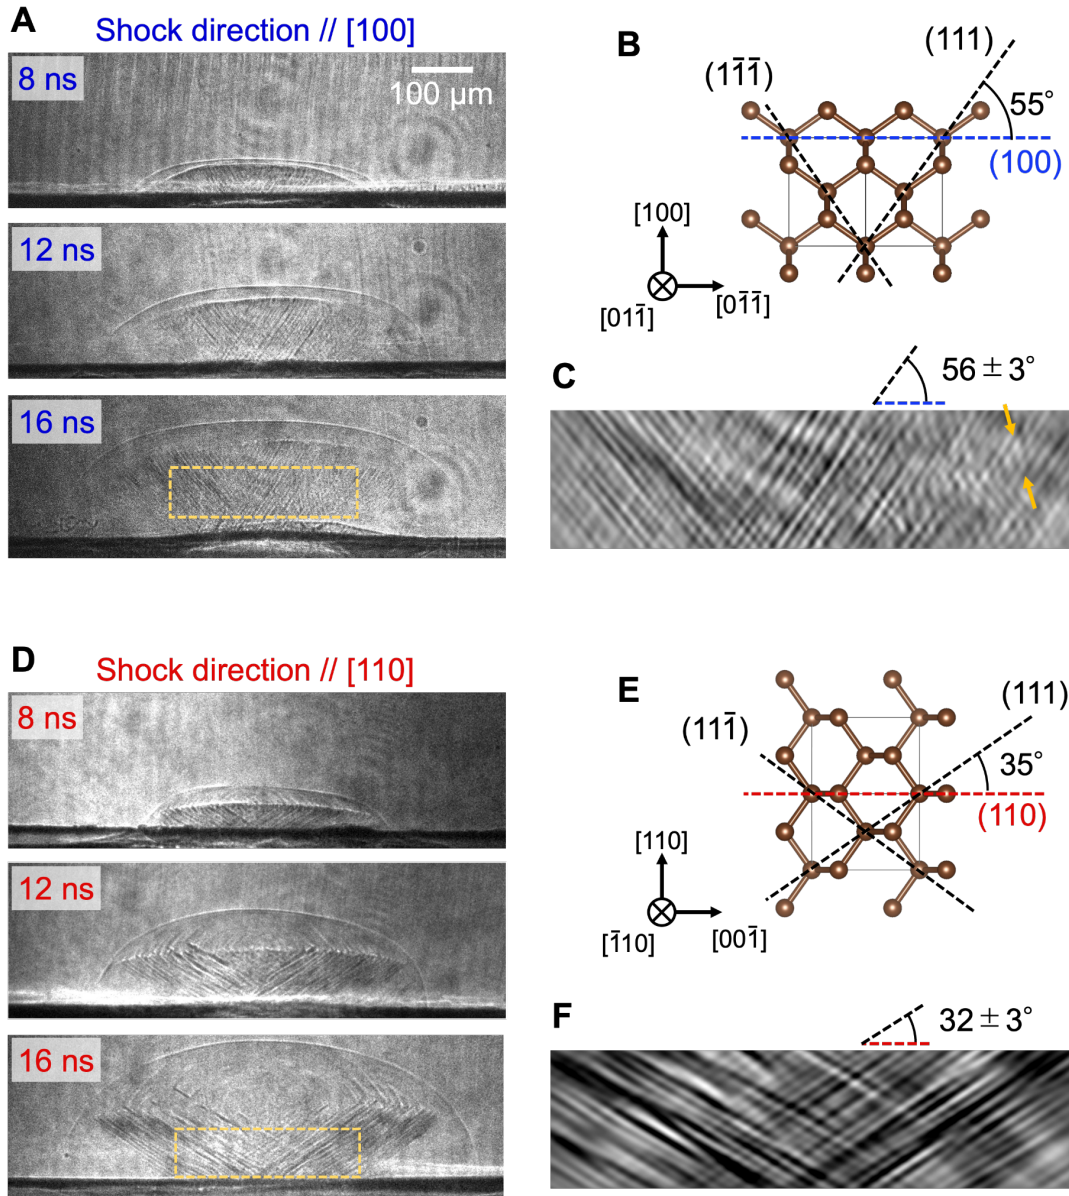 A
Shock direction // [100]
8 ns
100 µm
12 ns
16 ns
B
(11̅1̅)
(111)
55°
(100)
[100]
[011̅]
[01̅1̅]
C
56 ± 3°
D
Shock direction // [110]
8 ns
12 ns
16 ns
E
(111̅)
(111)
35°
(110)
[110]
[1̅10]
[001̅]
F
32 ± 3°